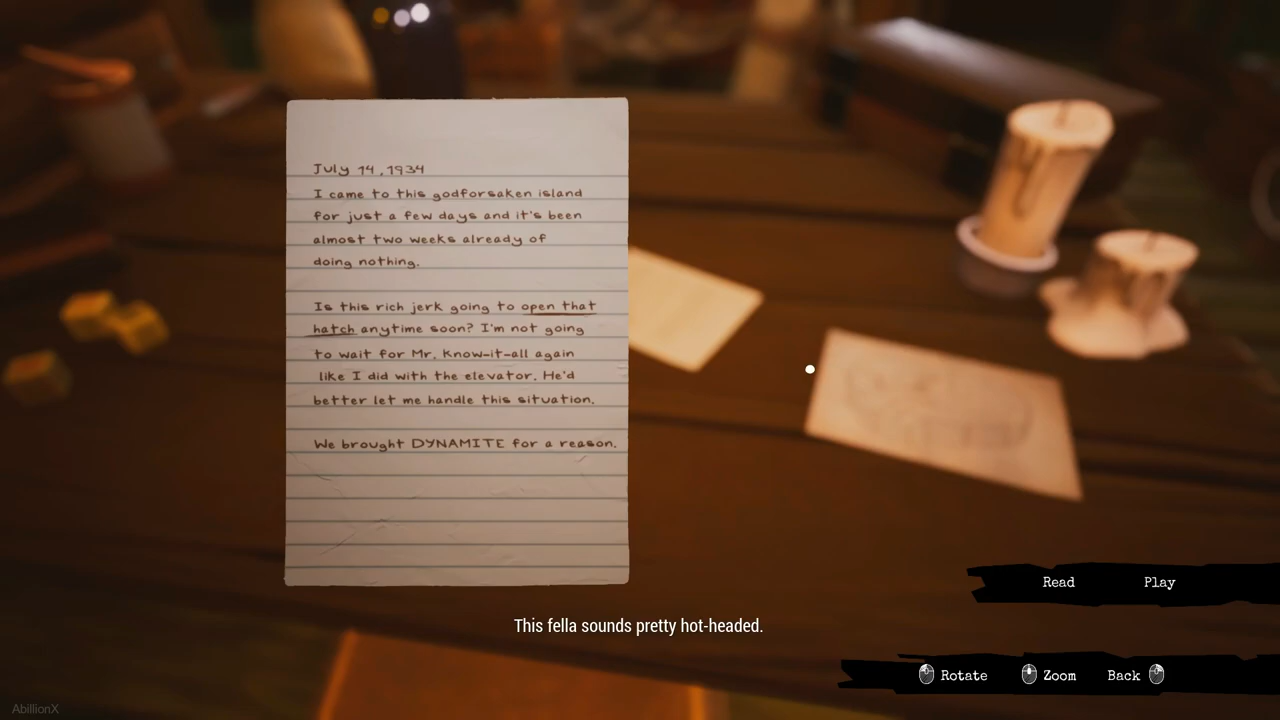 July 14, 1934
I came to this godforsaken island
for just a few days and it's been
almost two weeks already of
doing nothing.
Is this rich jerk going to open that
hatch anytime soon? I'm not going
to wait for Mr. Know-it-all again
like I did with the elevator. He'd
better let me handle this situation.
We brought DYNAMITE for a reason.
Read Play
This fella sounds pretty hot-headed.
Rotate Zoom Back
AbillionX